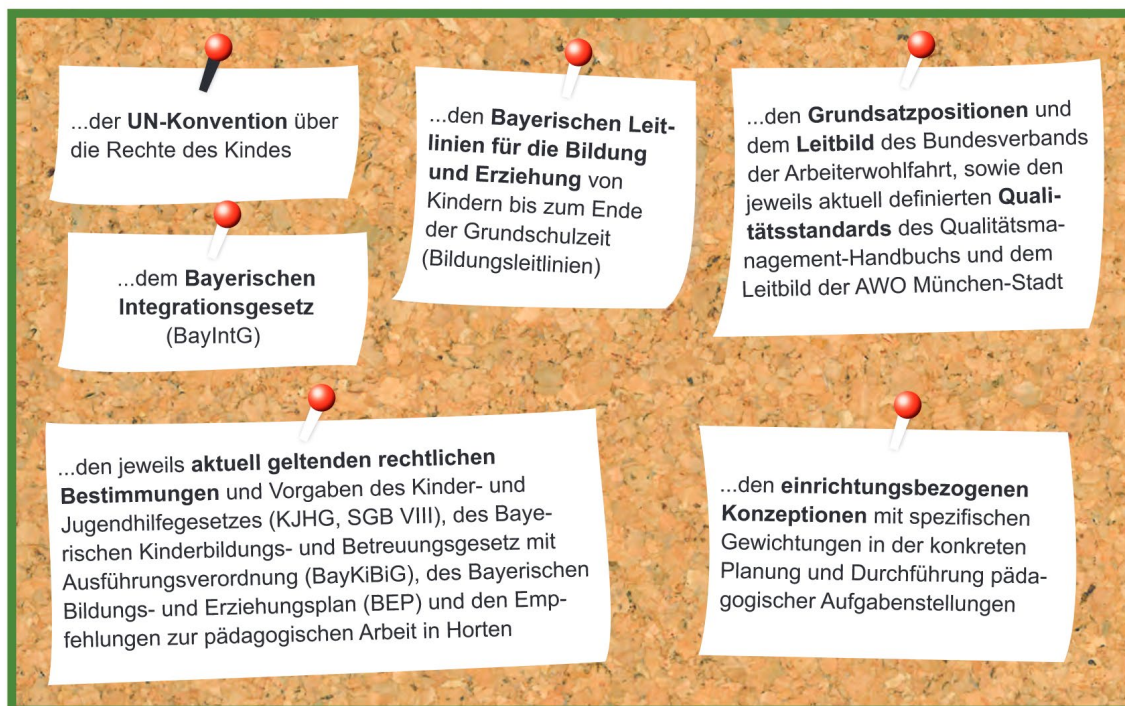 ...der UN-Konvention über
die Rechte des Kindes
...dem Bayerischen
Integrationsgesetz
(BayIntG)
...den Bayerischen Leit-
linien für die Bildung
und Erziehung von
Kindern bis zum Ende
der Grundschulzeit
(Bildungsleitlinien)
...den Grundsatzpositionen und
dem Leitbild des Bundesverbands
der Arbeiterwohlfahrt, sowie den
jeweils aktuell definierten Quali-
tätsstandards des Qualitätsma-
nagement-Handbuchs und dem
Leitbild der AWO München-Stadt
...den jeweils aktuell geltenden rechtlichen
Bestimmungen und Vorgaben des Kinder- und
Jugendhilfegesetzes (KJHG, SGB VIII), des Baye-
rischen Kinderbildungs- und Betreuungsgesetz mit
Ausführungsverordnung (BayKiBiG), des Bayerischen
Bildungs- und Erziehungsplan (BEP) und den Emp-
fehlungen zur pädagogischen Arbeit in Horten
...den einrichtungsbezogenen
Konzeptionen mit spezifischen
Gewichtungen in der konkreten
Planung und Durchführung päda-
gogischer Aufgabenstellungen